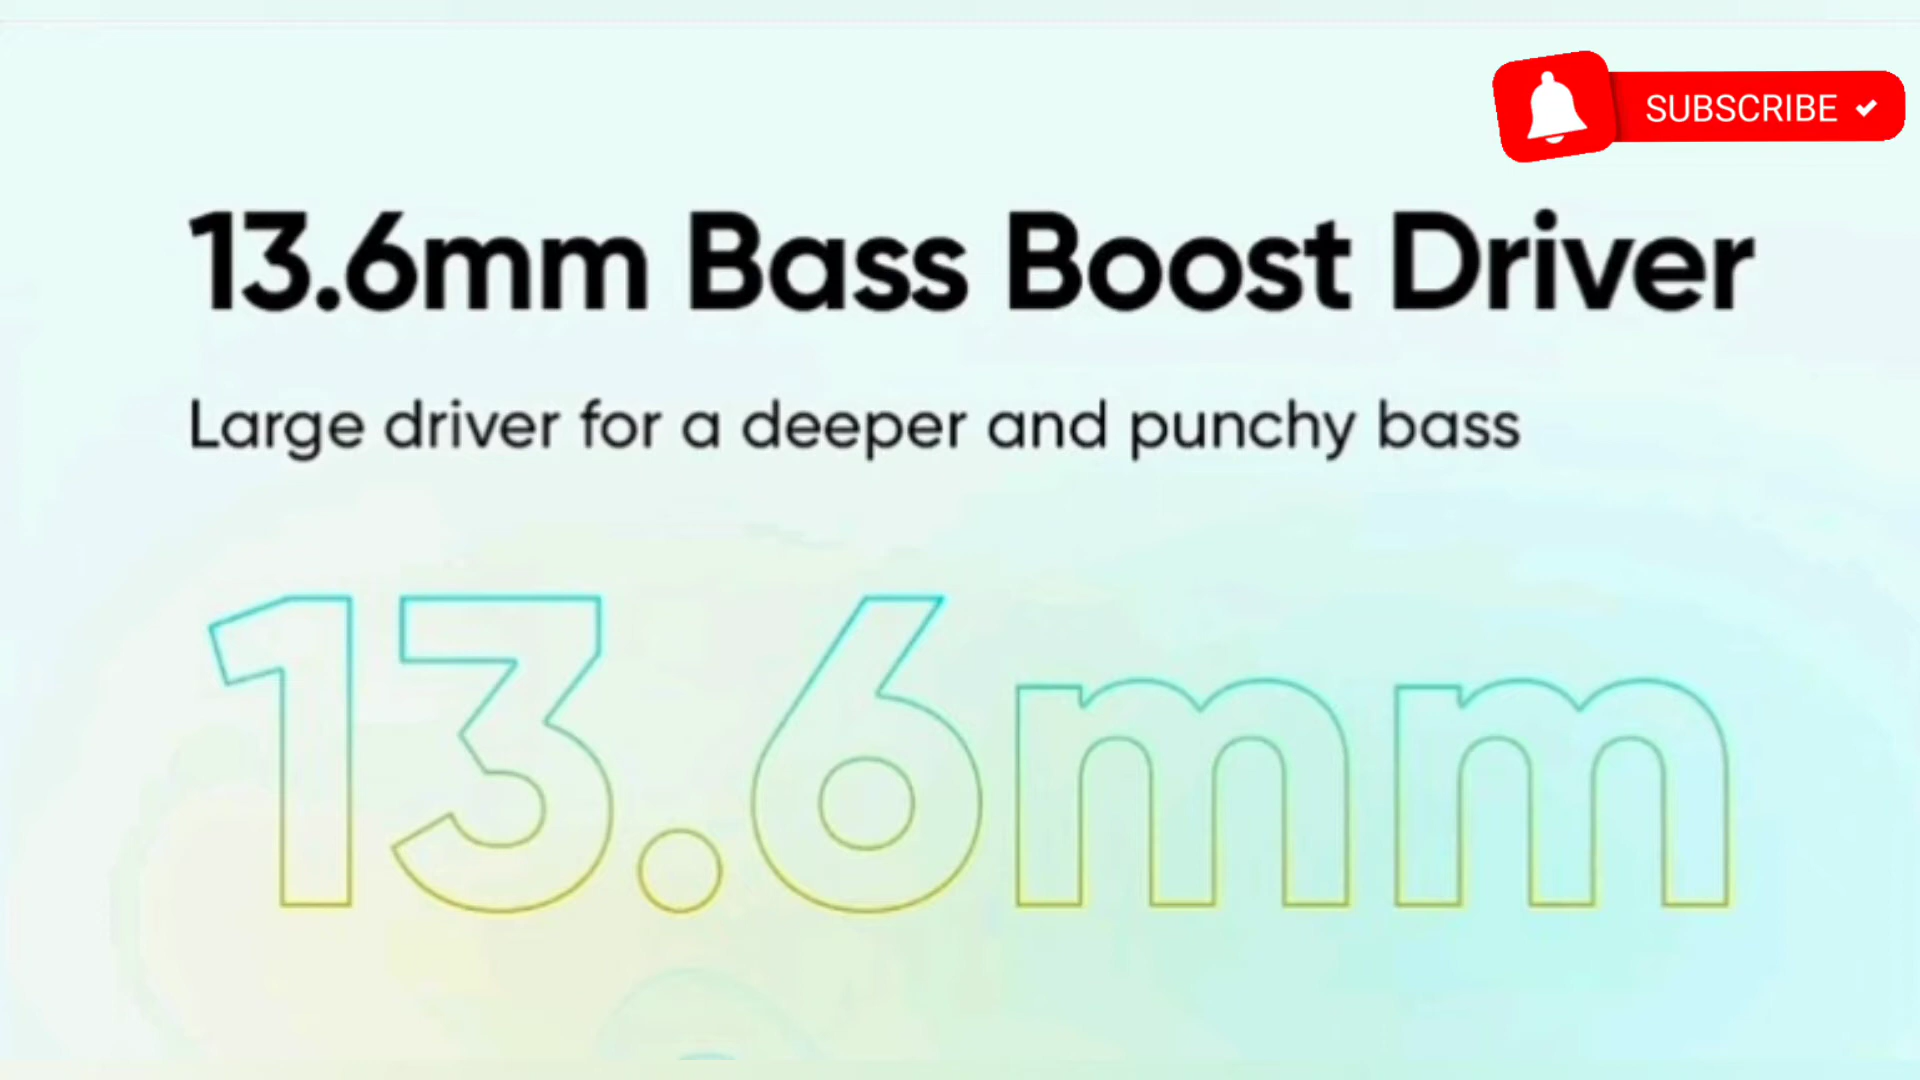 SUBSCRIBE
13.6mm Bass Boost Driver
Large driver for a deeper and punchy bass
13.6mm